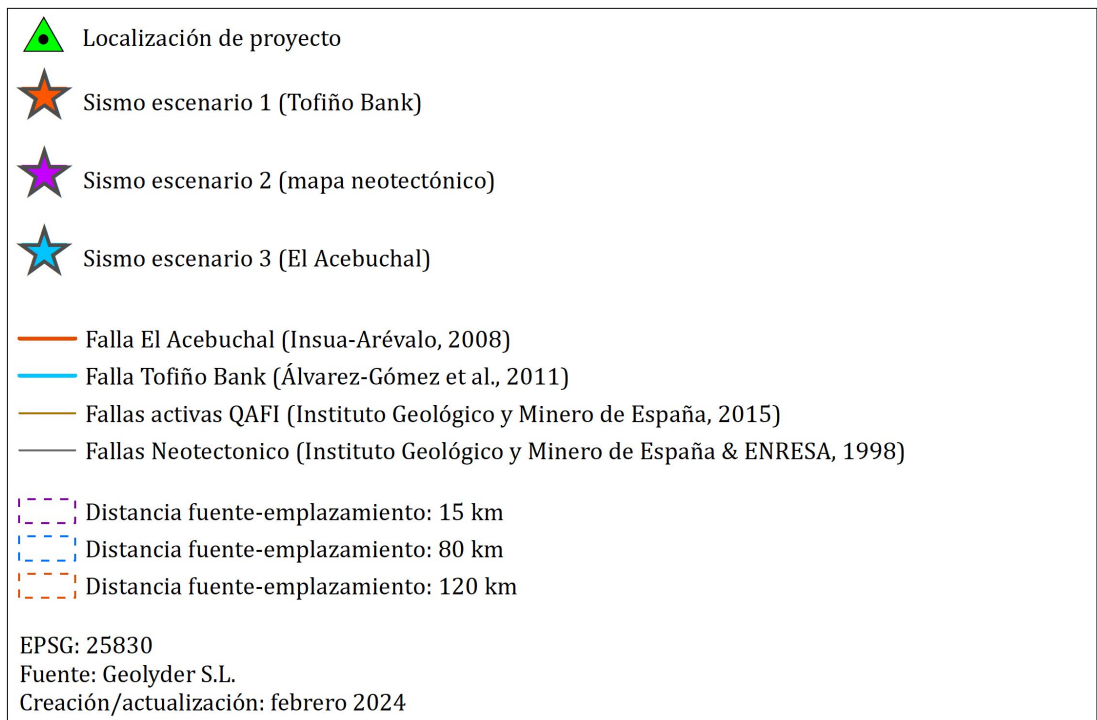 Localización de proyecto
Sismo escenario 1 (Tofiño Bank)
Sismo escenario 2 (mapa neotectónico)
Sismo escenario 3 (El Acebuchal)
Falla El Acebuchal (Insua-Arévalo, 2008)
Falla Tofiño Bank (Álvarez-Gómez et al., 2011)
Fallas activas QAFI (Instituto Geológico y Minero de España, 2015)
Fallas Neotectonico (Instituto Geológico y Minero de España & ENRESA, 1998)
Distancia fuente-emplazamiento: 15 km
Distancia fuente-emplazamiento: 80 km
Distancia fuente-emplazamiento: 120 km
EPSG: 25830
Fuente: Geolyder S.L.
Creación/actualización: febrero 2024